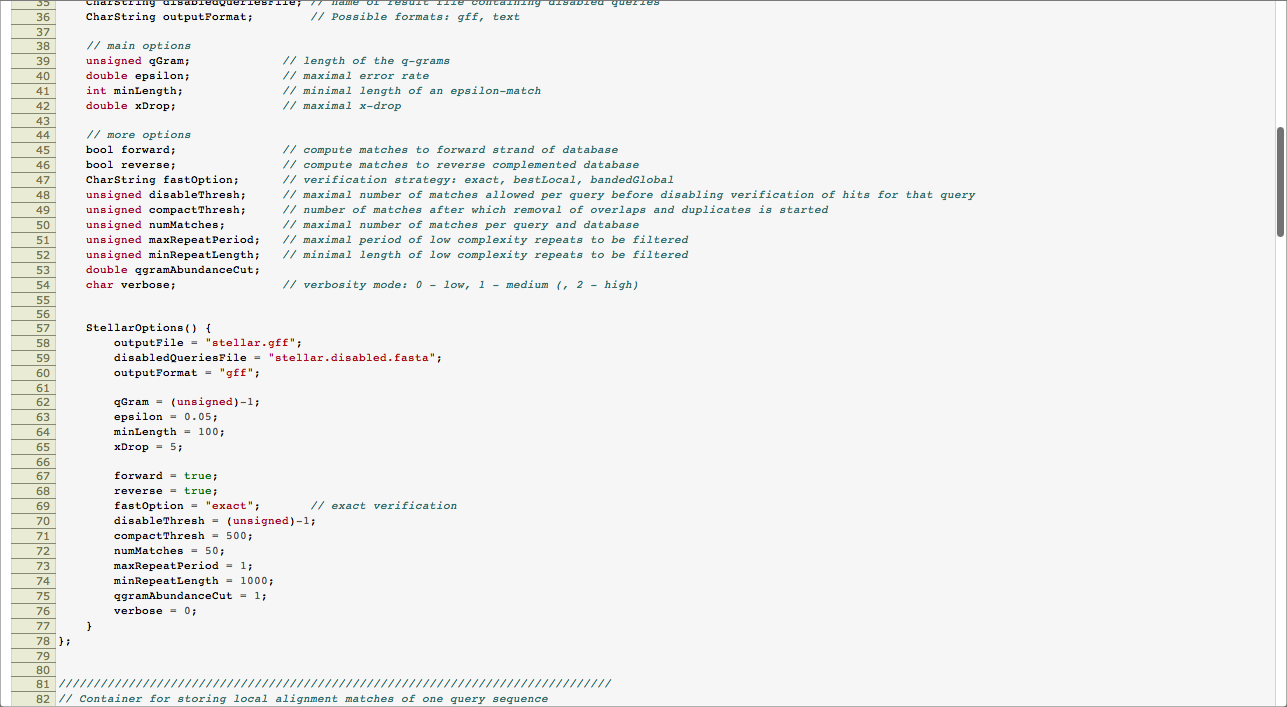 35 CharString disabledQueriesFile; // name of result file containing disabled queries
36 CharString outputFormat; // Possible formats: gff, text
37
38 // main options
39 unsigned qGram; // length of the q-grams
40 double epsilon; // maximal error rate
41 int minLength; // minimal length of an epsilon-match
42 double xDrop; // maximal x-drop
43
44 // more options
45 bool forward; // compute matches to forward strand of database
46 bool reverse; // compute matches to reverse complemented database
47 CharString fastOption; // verification strategy: exact, bestLocal, bandedGlobal
48 unsigned disableThresh; // maximal number of matches allowed per query before disabling verification of hits for that query
49 unsigned compactThresh; // number of matches after which removal of overlaps and duplicates is started
50 unsigned numMatches; // maximal number of matches per query and database
51 unsigned maxRepeatPeriod; // maximal period of low complexity repeats to be filtered
52 unsigned minRepeatLength; // minimal length of low complexity repeats to be filtered
53 double qgramAbundanceCut;
54 char verbose; // verbosity mode: 0 - low, 1 - medium (, 2 - high)
55
56
57 StellarOptions() {
58 outputFile = "stellar.gff";
59 disabledQueriesFile = "stellar.disabled.fasta";
60 outputFormat = "gff";
61
62 qGram = (unsigned)-1;
63 epsilon = 0.05;
64 minLength = 100;
65 xDrop = 5;
66
67 forward = true;
68 reverse = true;
69 fastOption = "exact"; // exact verification
70 disableThresh = (unsigned)-1;
71 compactThresh = 500;
72 numMatches = 50;
73 maxRepeatPeriod = 1;
74 minRepeatLength = 1000;
75 qgramAbundanceCut = 1;
76 verbose = 0;
77 }
78 };
79
80
81 ///////////////////////////////////////////////////////////////////////////////
82 // Container for storing local alignment matches of one query sequence